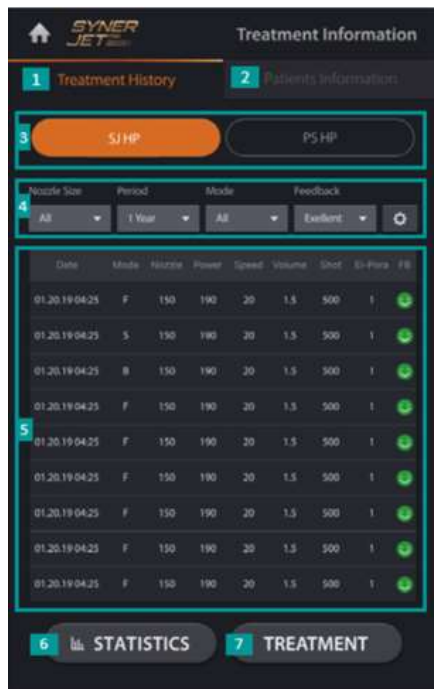 SYNER
JET
Treatment Information
1 Treatment History
2 Patients Information
3 SJ HP PS HP
Nozzle Size Period Mode Feedback
4 All 1 Year All Exellent
Date Mode Nozzle Power Speed Volume Shot El-Pora FB
01.20.19 04:25 F 150 190 20 1.5 500 1
01.20.19 04:25 S 150 190 20 1.5 500 1
01.20.19 04:25 B 150 190 20 1.5 500 1
01.20.19 04:25 F 150 190 20 1.5 500 1
5
01.20.19 04:25 F 150 190 20 1.5 500 1
01.20.19 04:25 F 150 190 20 1.5 500 1
01.20.19 04:25 F 150 190 20 1.5 500 1
01.20.19 04:25 F 150 190 20 1.5 500 1
01.20.19 04:25 F 150 190 20 1.5 500 1
6 STATISTICS 7 TREATMENT